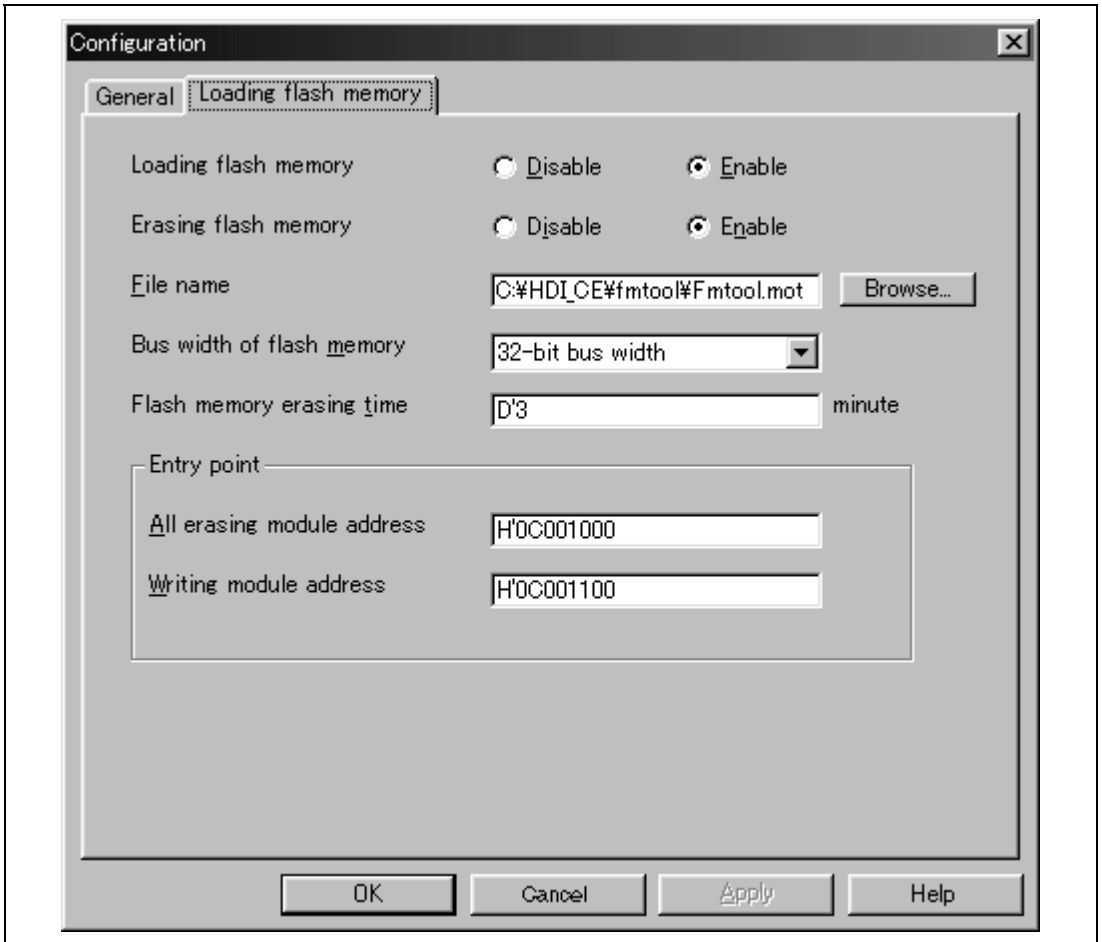 Configuration
General Loading flash memory
Loading flash memory Disable Enable
Erasing flash memory Disable Enable
File name C:¥HDI_CE¥fmtool¥Fmtool.mot Browse...
Bus width of flash memory 32-bit bus width
Flash memory erasing time D'3 minute
Entry point
All erasing module address H'0C001000
Writing module address H'0C001100
OK Cancel Apply Help